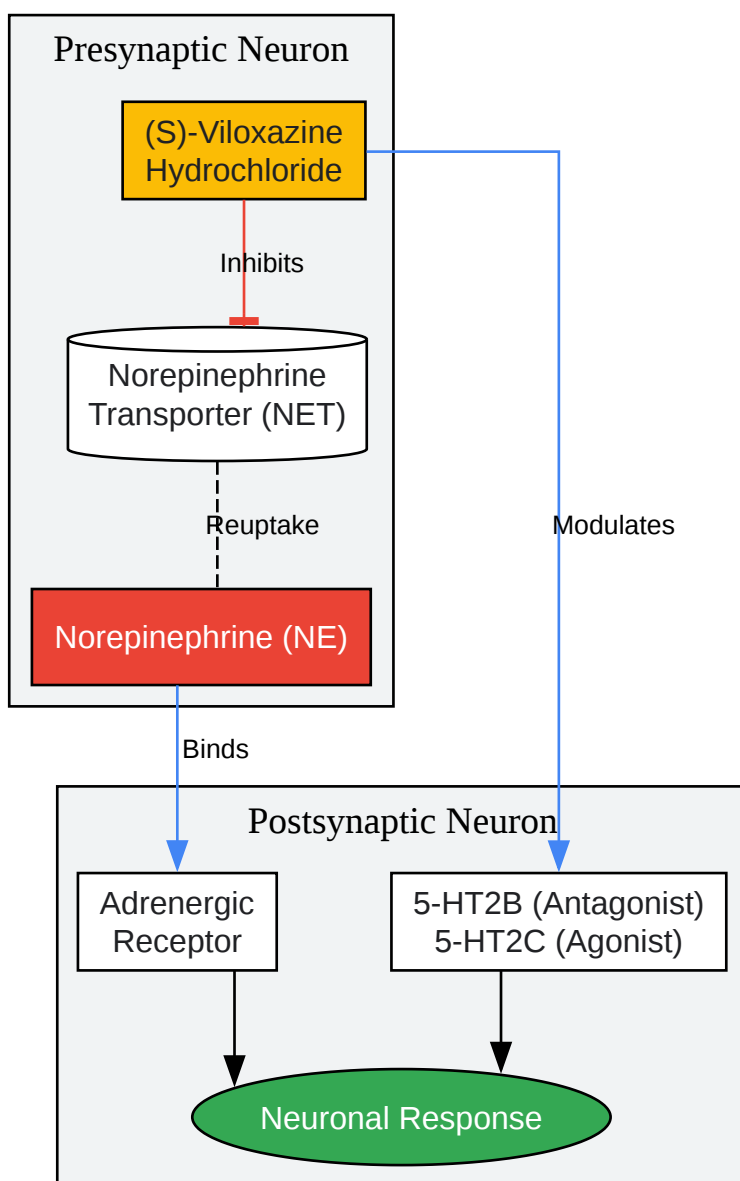 Presynaptic Neuron
(S)-Viloxazine
Hydrochloride
Inhibits
Norepinephrine
Transporter (NET)
Reuptake
Modulates
Norepinephrine (NE)
Binds
Postsynaptic Neuron
Adrenergic
Receptor
5-HT2B (Antagonist)
5-HT2C (Agonist)
Neuronal Response